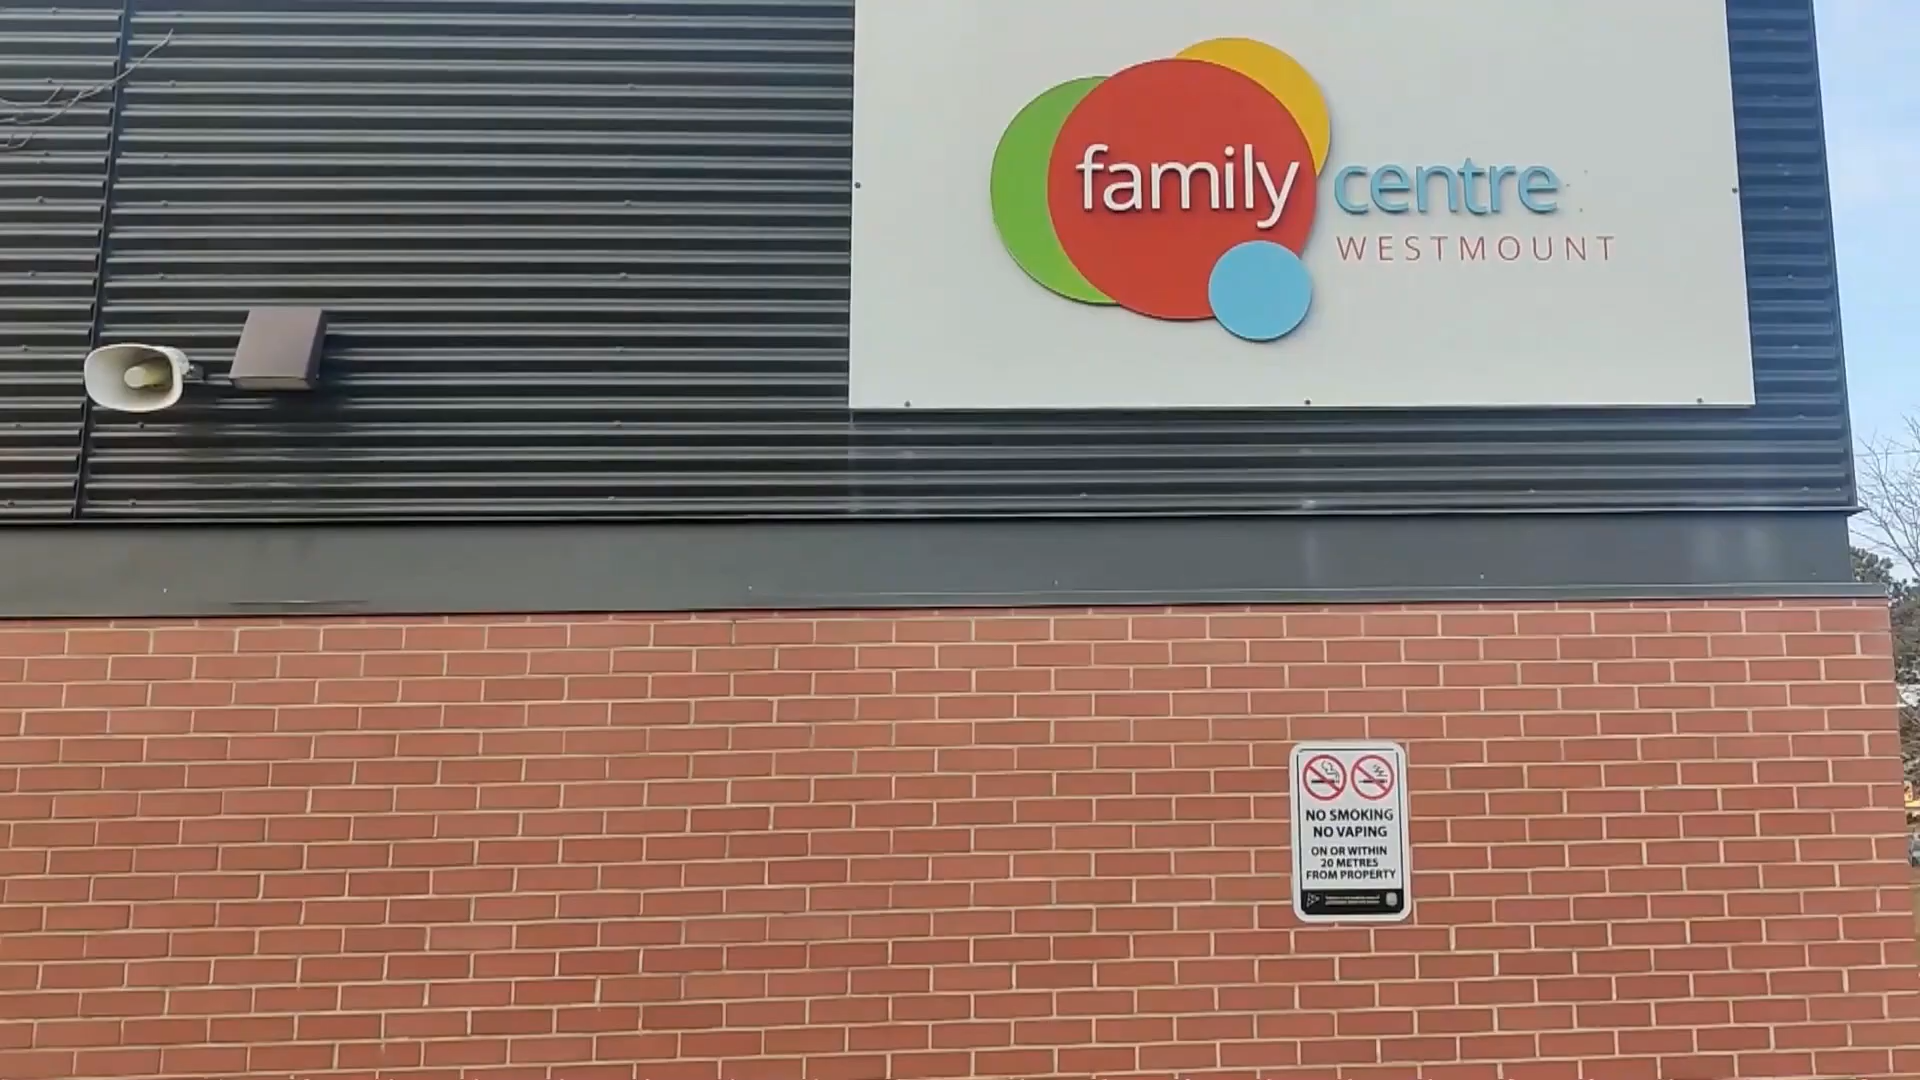 family centre
WESTMOUNT
NO SMOKING
NO VAPING
ON OR WITHIN
20 METRES
FROM PROPERTY